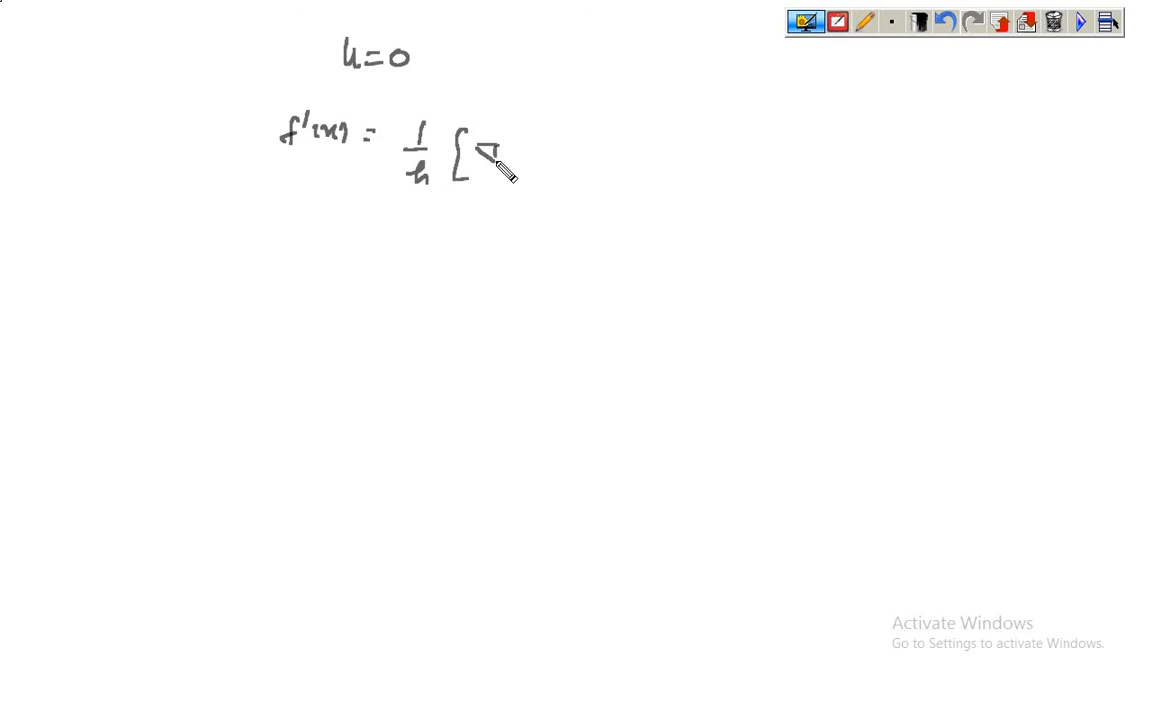 u=0
f'(x) = 1/h [∇
Activate Windows
Go to Settings to activate Windows.